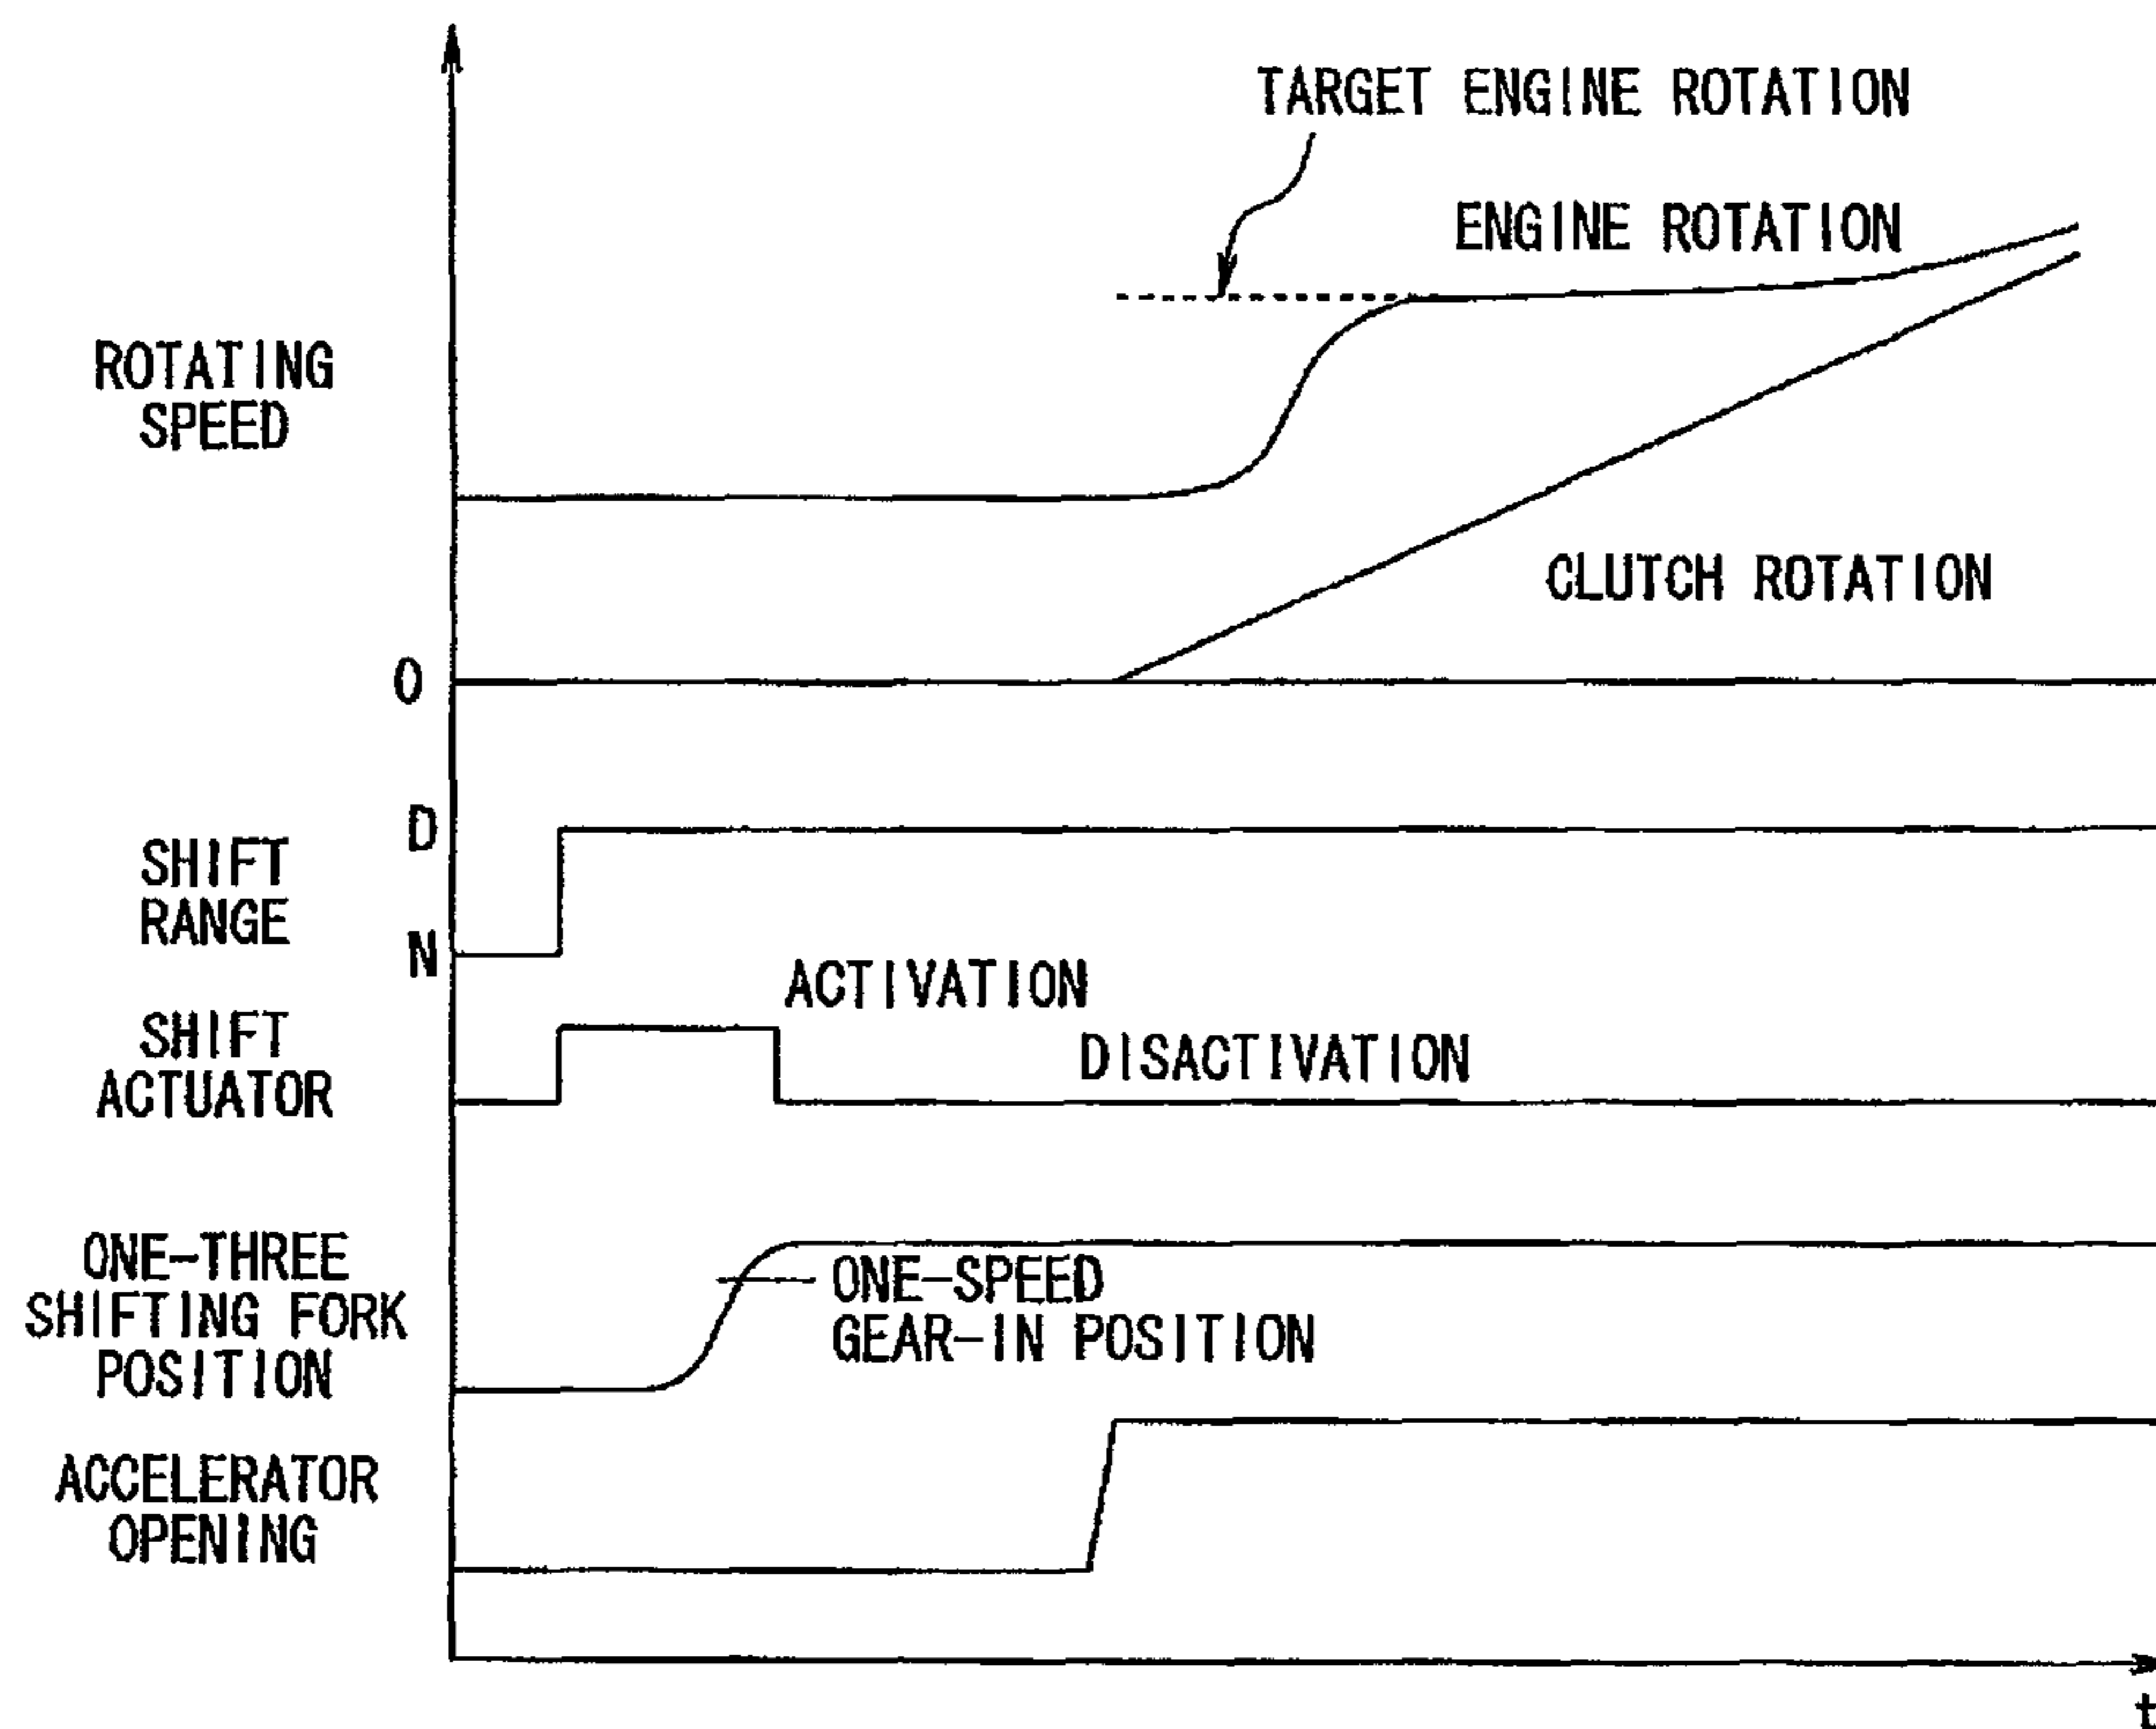 TARGET ENGINE ROTATION
ENGINE ROTATION
ROTATING
SPEED
CLUTCH ROTATION
0
D
SHIFT
RANGE
N
ACTIVATION
SHIFT
ACTUATOR
DISACTIVATION
ONE-THREE
SHIFTING FORK
POSITION
ONE-SPEED
GEAR-IN POSITION
ACCELERATOR
OPENING
t